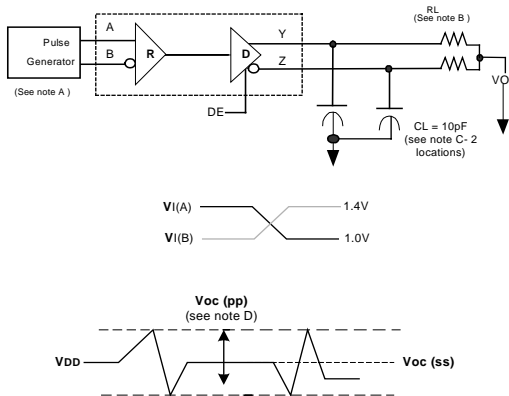 RL
(See note B )
A
Y
Pulse
Generator
B
R
D
Z
(See note A )
DE
VO
CL = 10pF
(see note C- 2
locations)
VI(A)
1.4V
VI(B)
1.0V
Voc (pp)
(see note D)
VDD
Voc (ss)